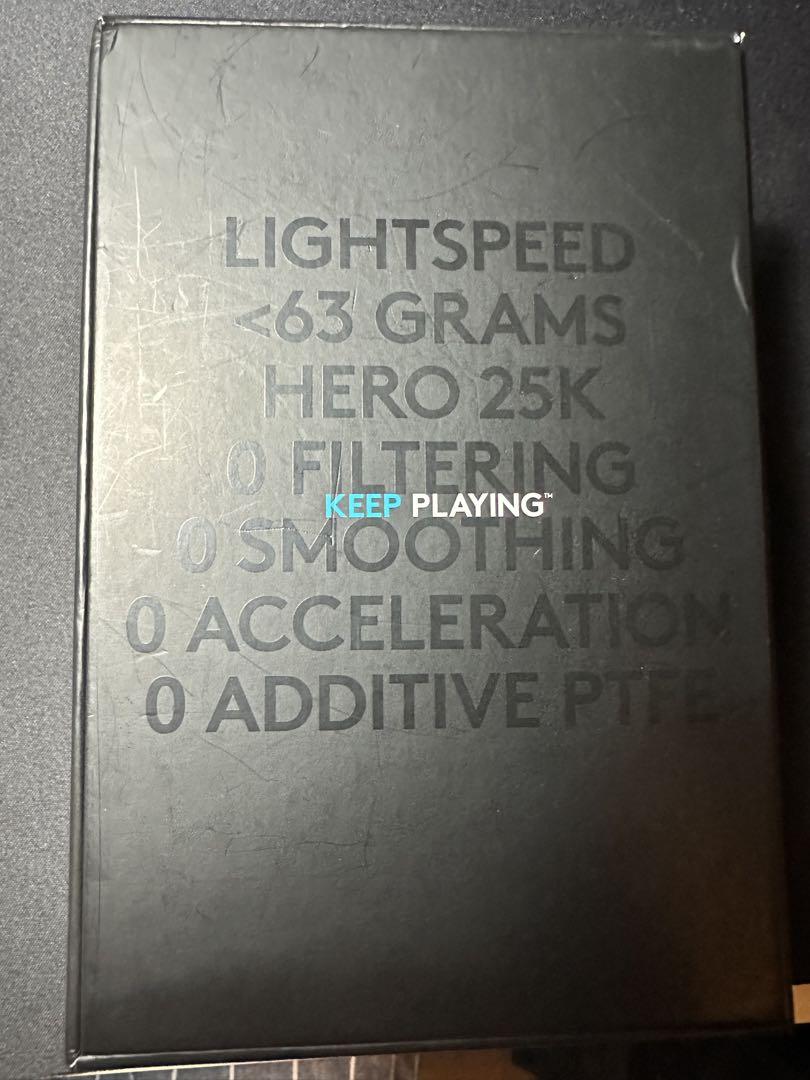 LIGHTSPEED
<63 GRAMS
HERO 25K
0 FILTERING
KEEP PLAYING™
0 SMOOTHING
0 ACCELERATION
0 ADDITIVE PTFE